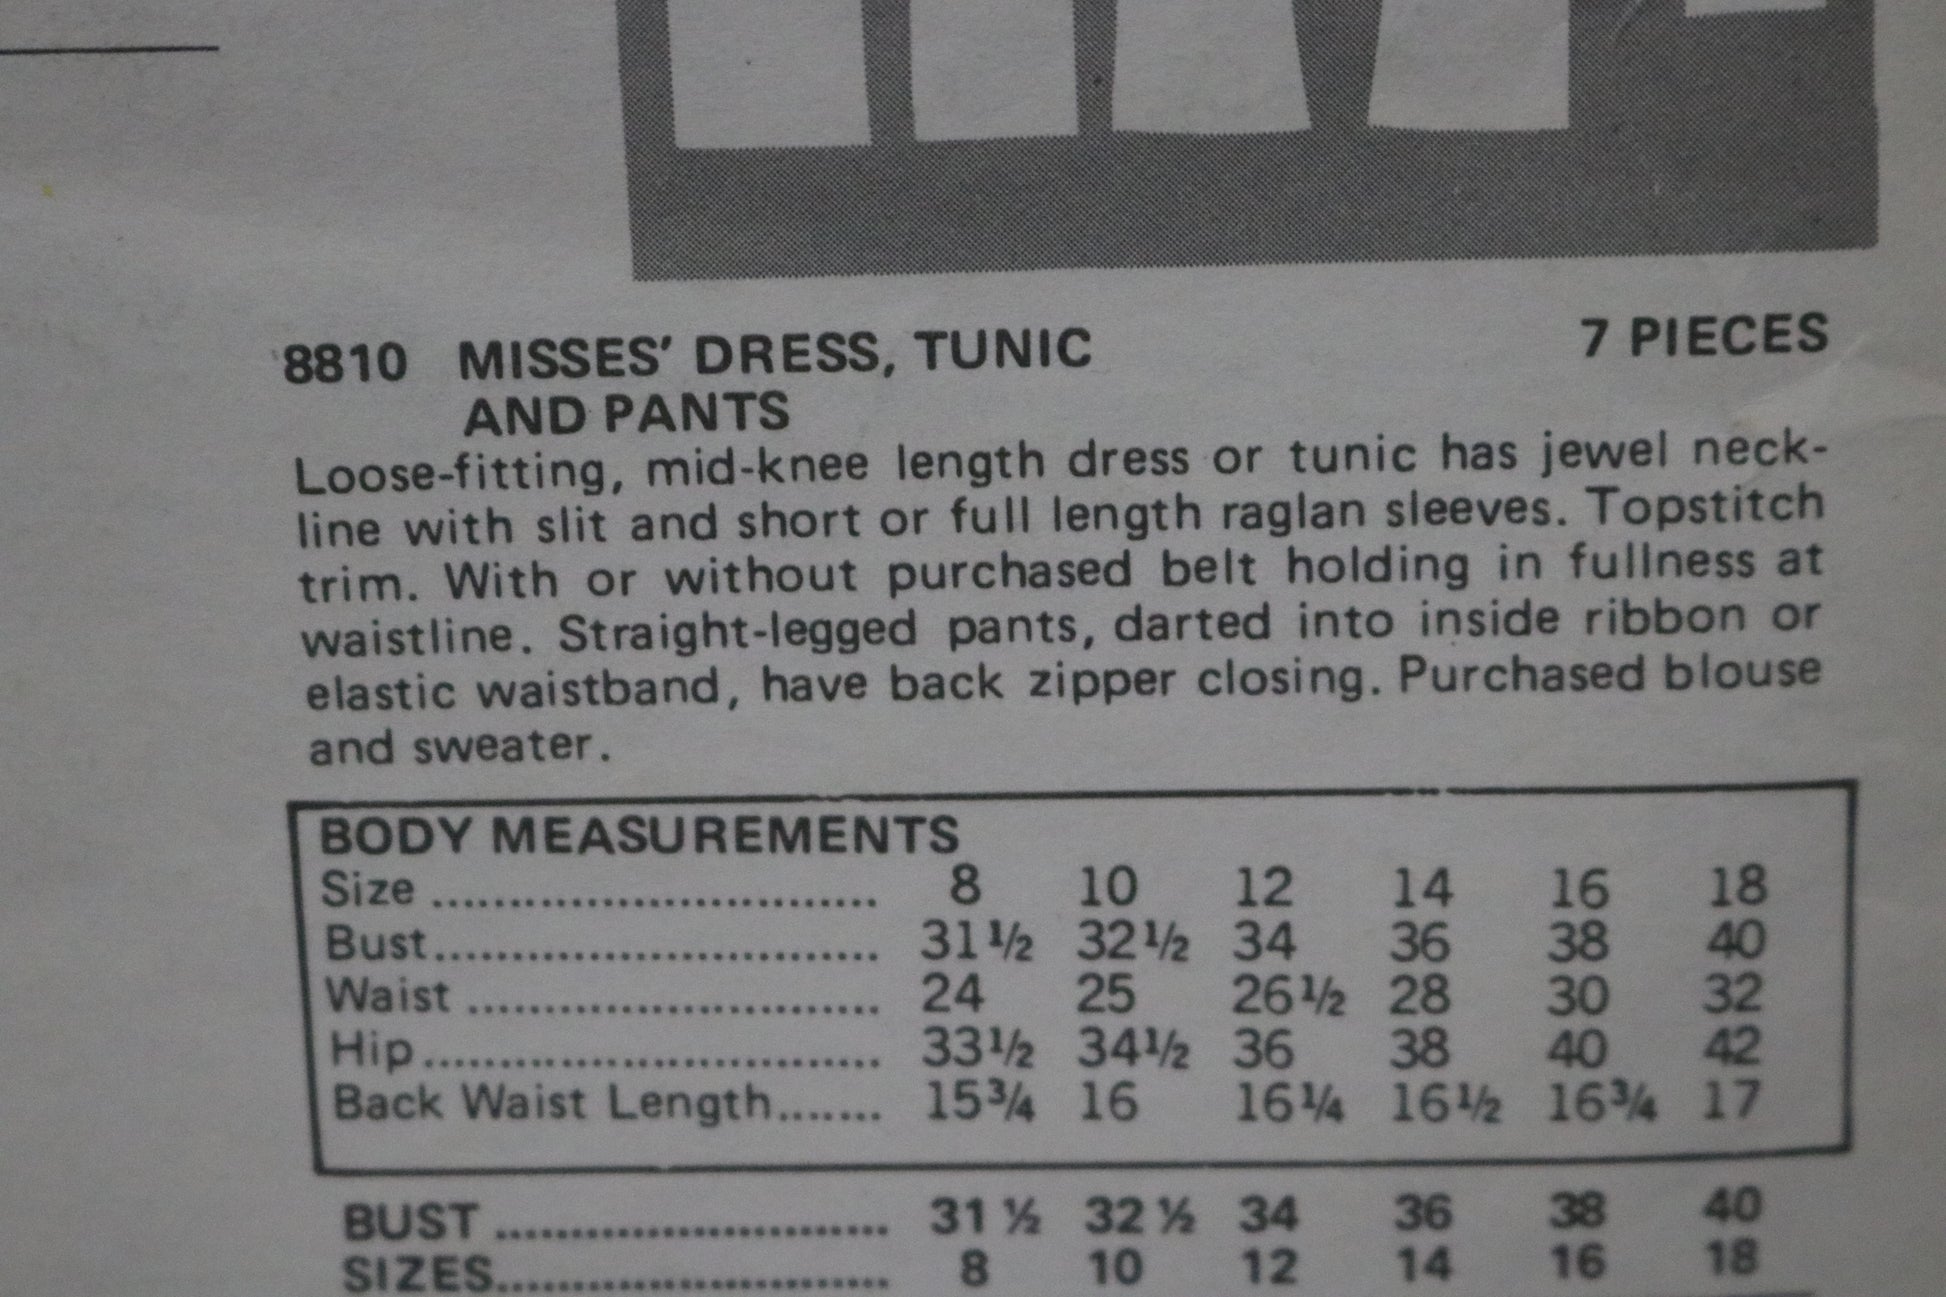 8810 MISSES' DRESS, TUNIC 7 PIECES
AND PANTS
Loose-fitting, mid-knee length dress or tunic has jewel neck-
line with slit and short or full length raglan sleeves. Topstitch
trim. With or without purchased belt holding in fullness at
waistline. Straight-legged pants, darted into inside ribbon or
elastic waistband, have back zipper closing. Purchased blouse
and sweater.
BODY MEASUREMENTS
Size .............................. 8 10 12 14 16 18
Bust.............................. 31½ 32½ 34 36 38 40
Waist ............................ 24 25 26½ 28 30 32
Hip............................... 33½ 34½ 36 38 40 42
Back Waist Length....... 15¾ 16 16¼ 16½ 16¾ 17
BUST ........................... 31 ½ 32 ½ 34 36 38 40
SIZES........................... 8 10 12 14 16 18